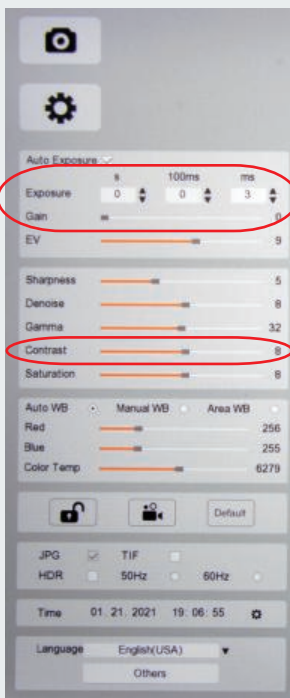 Auto Exposure
s 100ms ms
Exposure 0 0 3
Gain 0
EV 9
Sharpness 5
Denoise 8
Gamma 32
Contrast 8
Saturation 8
Auto WB Manual WB Area WB
Red 256
Blue 255
Color Temp 6279
Default
JPG TIF
HDR 50Hz 60Hz
Time 01. 21. 2021 19: 06: 55
Language English(USA)
Others